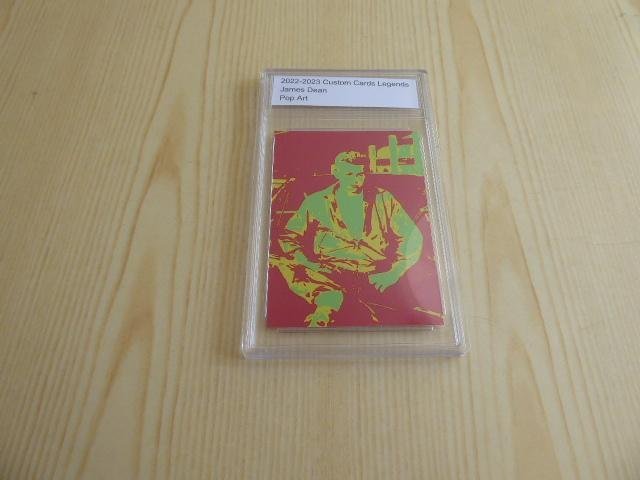 2022-2023 Custom Cards Legends
James Dean
Pop Art